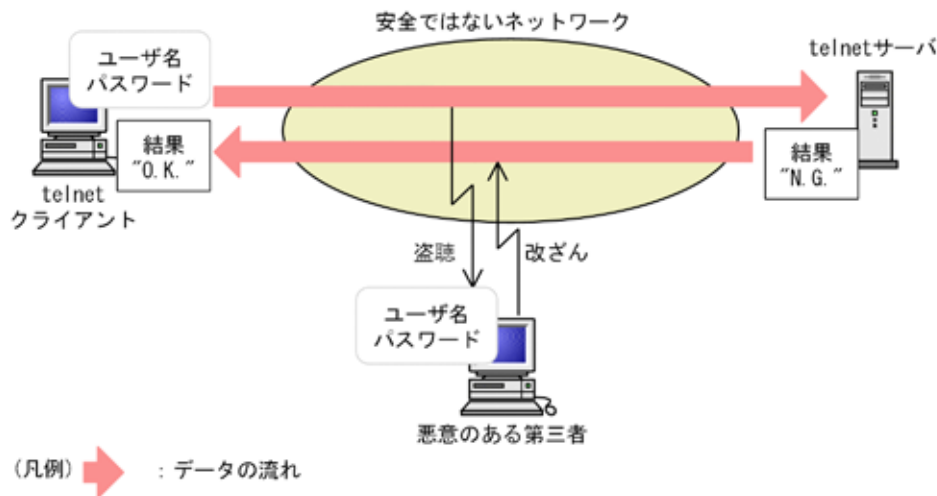 安全ではないネットワーク
telnetサーバ
ユーザ名
パスワード
結果
"O.K."
結果
"N.G."
telnet
クライアント
盗聴
改ざん
ユーザ名
パスワード
悪意のある第三者
(凡例)
：データの流れ